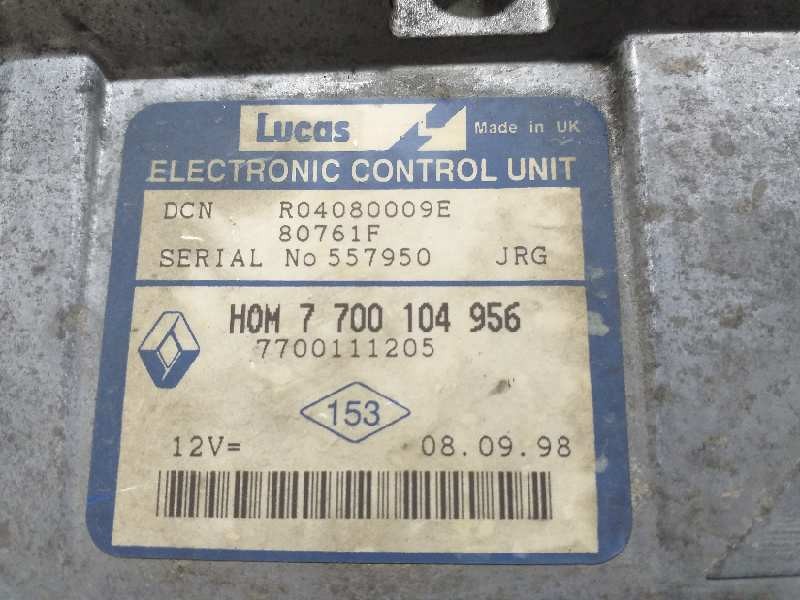 Lucas
Made in UK
ELECTRONIC CONTROL UNIT
DCN R04080009E
80761F
SERIAL No 557950 JRG
HOM 7 700 104 956
7700111205
153
12V= 08.09.98